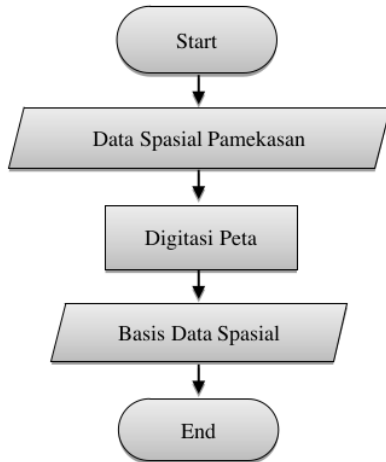 Start
Data Spasial Pamekasan
Digitasi Peta
Basis Data Spasial
End